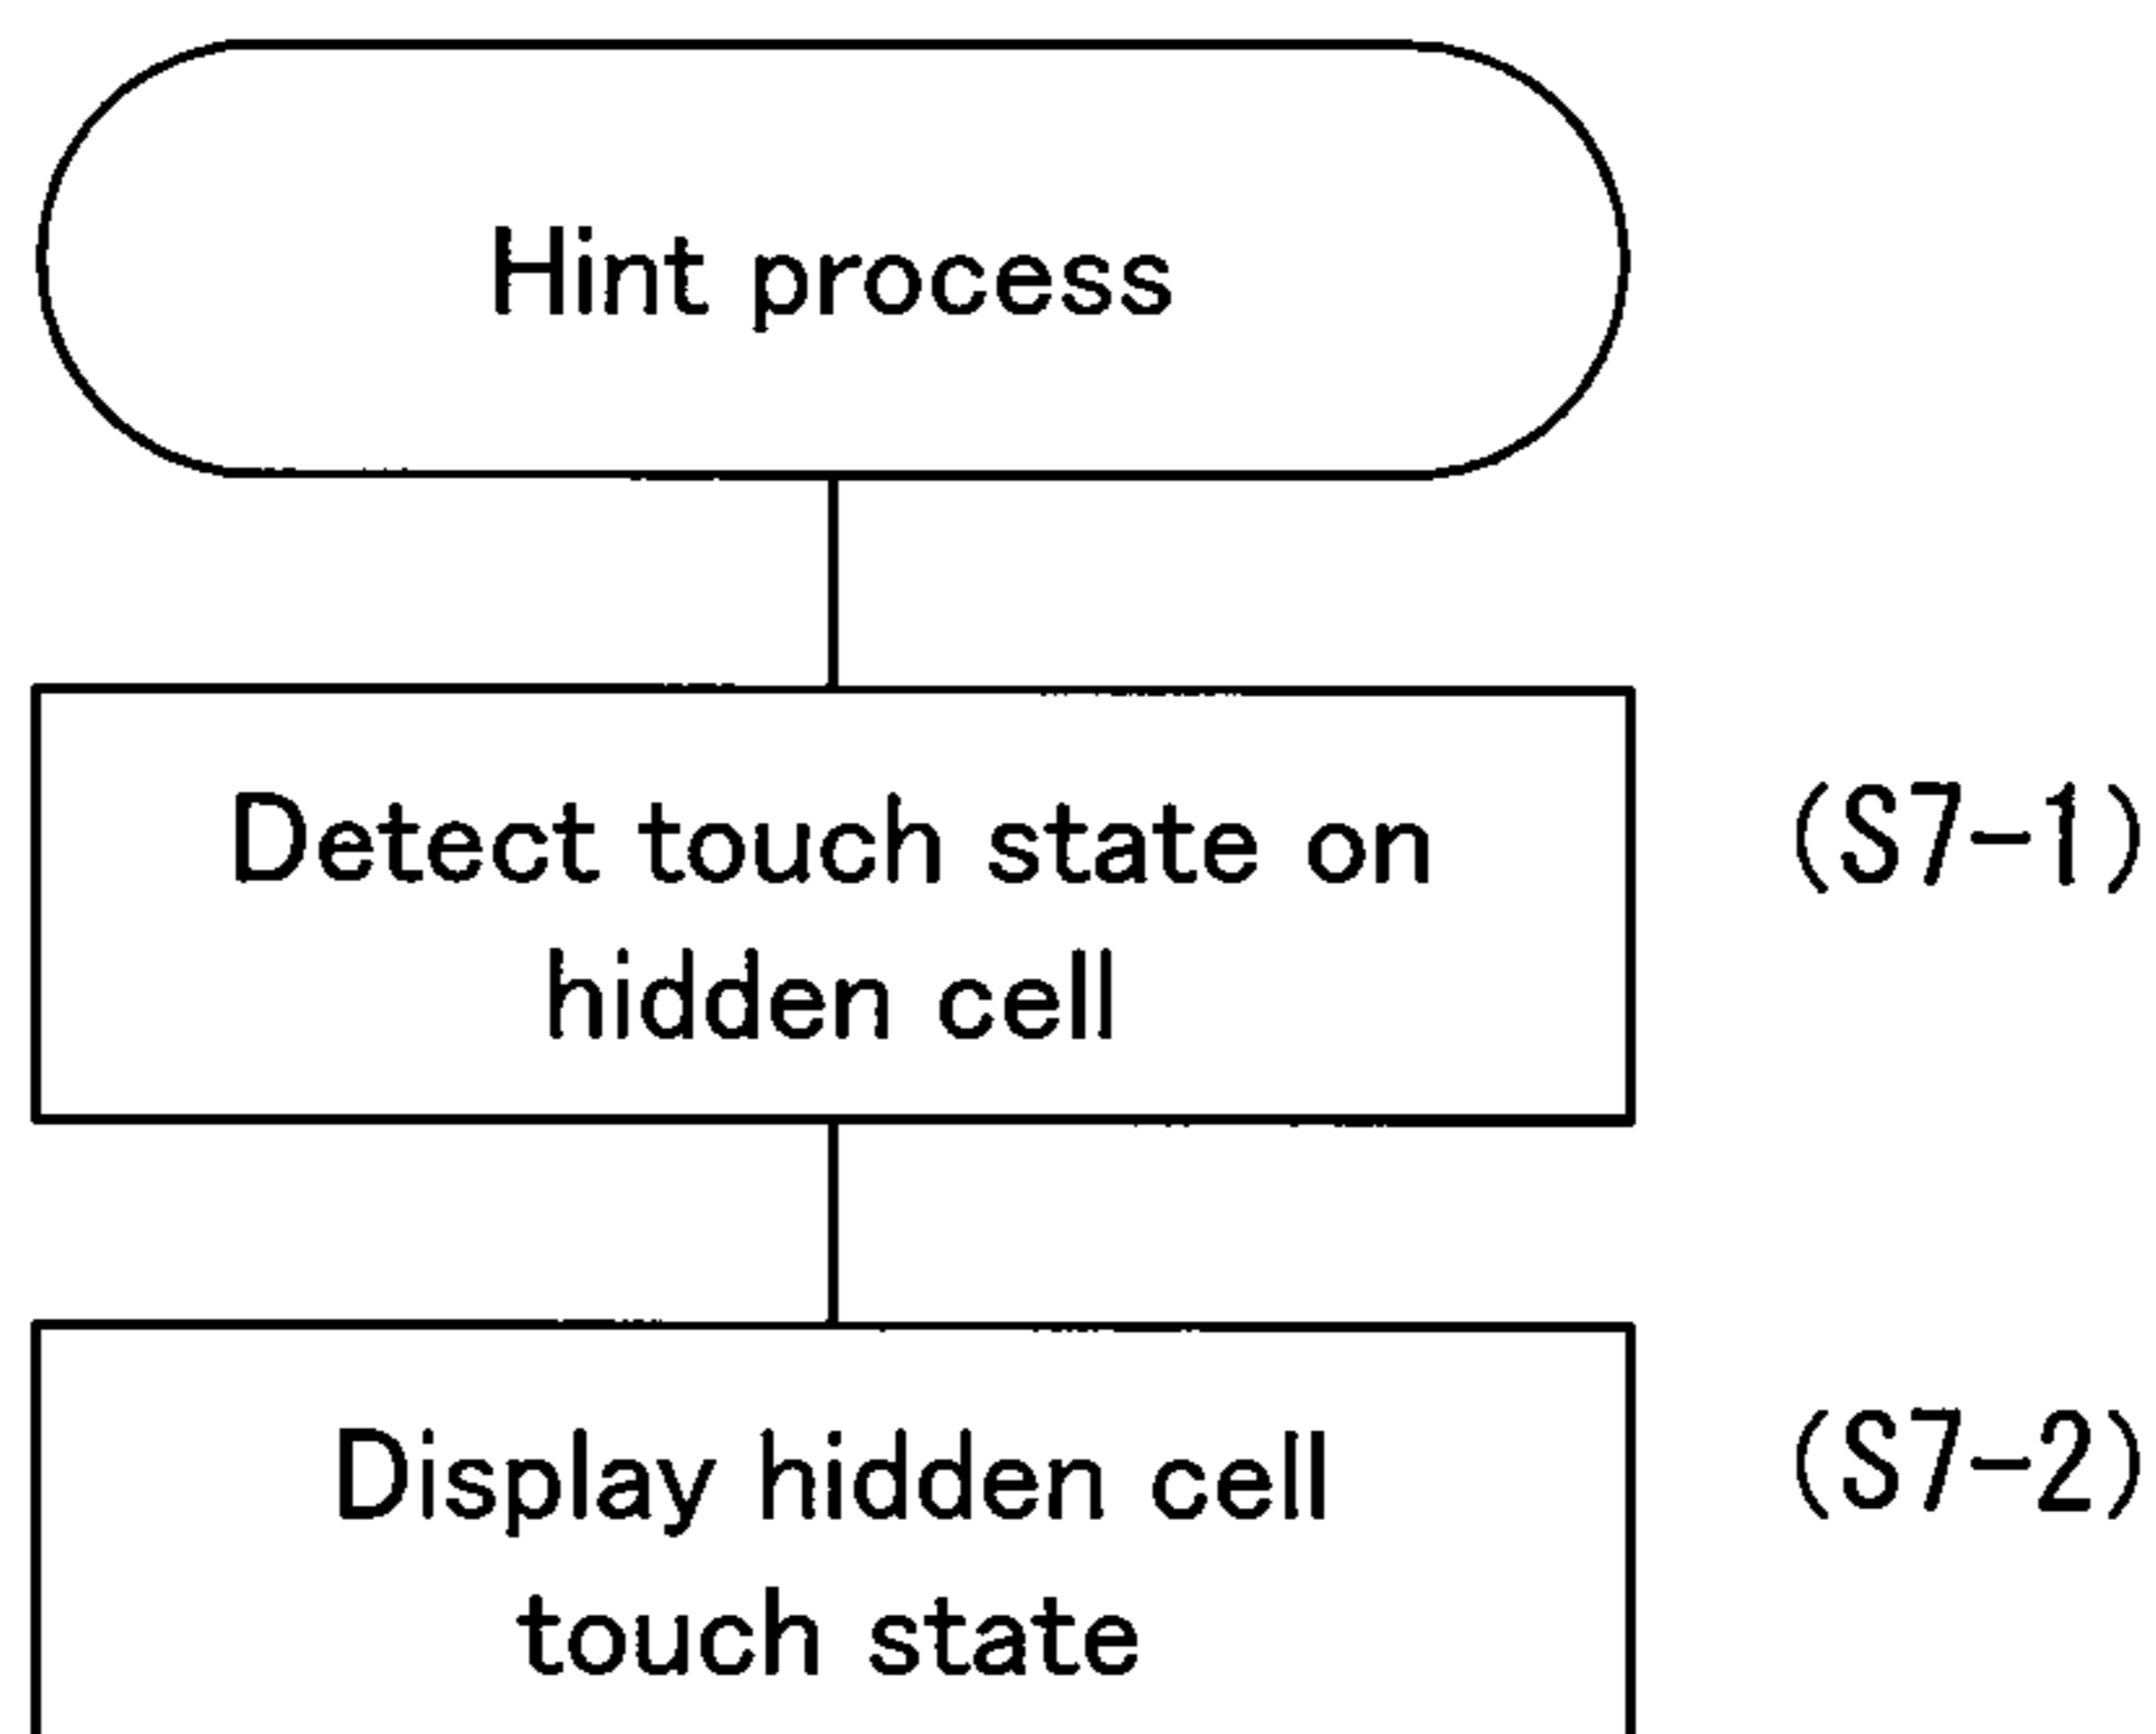 Hint process
Detect touch state on
hidden cell
(S7-1)
Display hidden cell
touch state
(S7-2)